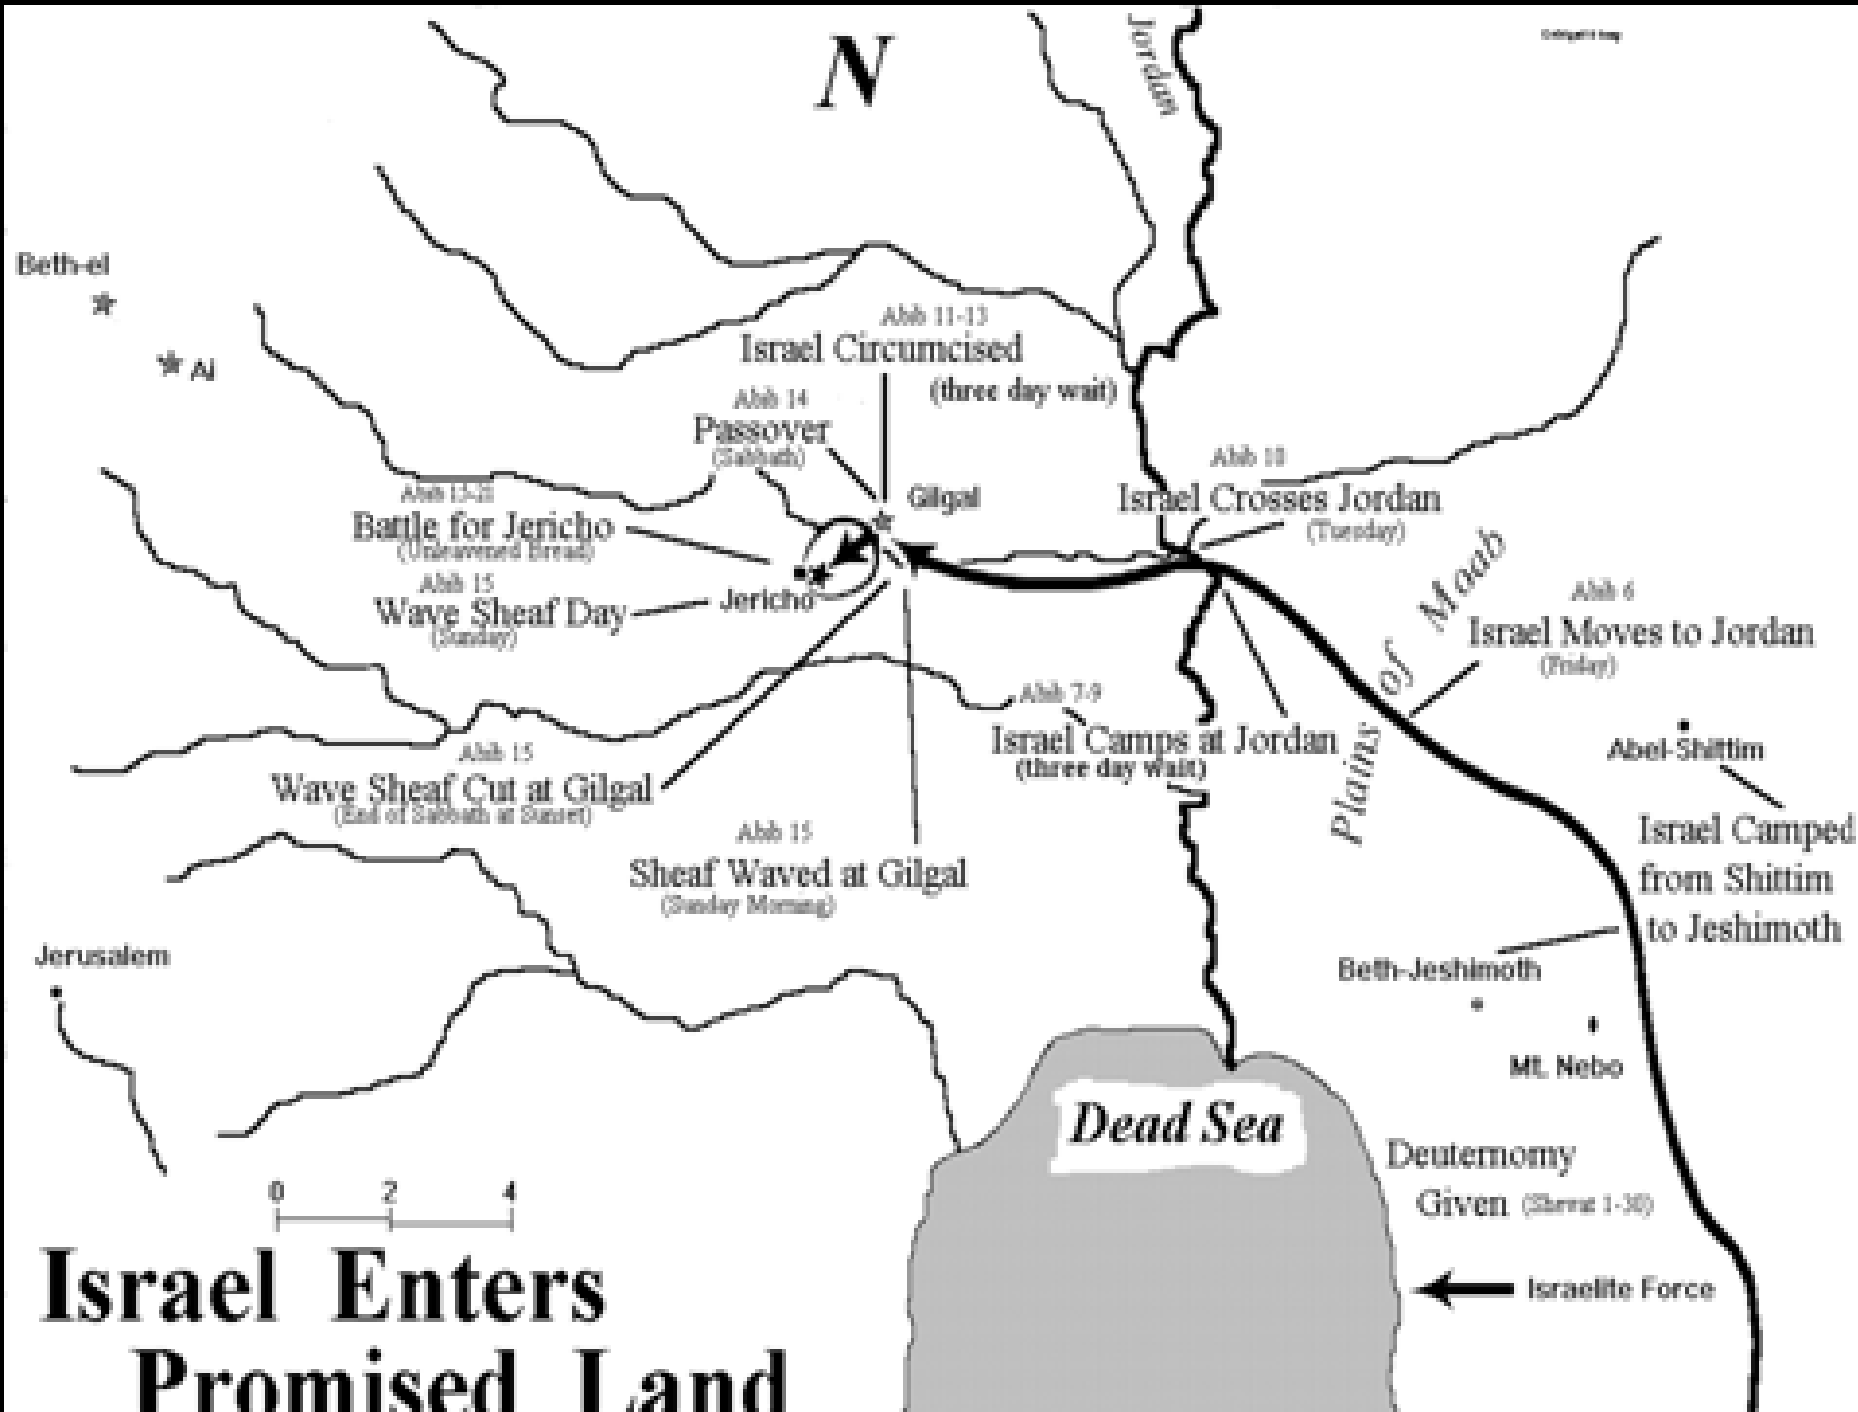 N
Jordan
Beth-el
Ai
Abib 11-13
Israel Circumcised
(three day wait)
Abib 14
Passover
(Sabbath)
Gilgal
Abib 10
Israel Crosses Jordan
(Tuesday)
Abib 15-21
Battle for Jericho
(Unleavened Bread)
Abib 15
Wave Sheaf Day
(Sunday)
Jericho
Plains of Moab
Abib 6
Israel Moves to Jordan
(Friday)
Abib 7-9
Israel Camps at Jordan
(three day wait)
Abel-Shittim
Israel Camped
from Shittim
to Jeshimoth
Abib 15
Wave Sheaf Cut at Gilgal
(End of Sabbath at Sunset)
Abib 15
Sheaf Waved at Gilgal
(Sunday Morning)
Jerusalem
Beth-Jeshimoth
Mt. Nebo
Dead Sea
Deuternomy
Given (Shevat 1-30)
Israelite Force
0 2 4
Israel Enters
Promised Land